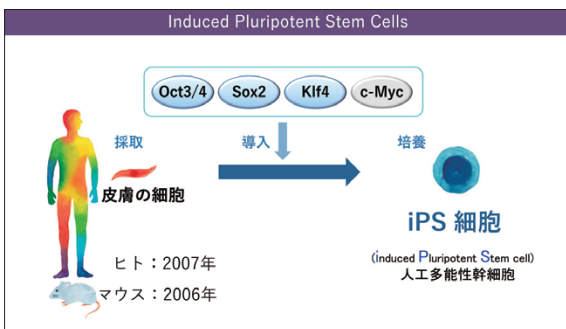 Induced Pluripotent Stem Cells
Oct3/4 Sox2 Klf4 c-Myc
採取 導入 培養
皮膚の細胞
iPS 細胞
(induced Pluripotent Stem cell)
人工多能性幹細胞
ヒト：2007年
マウス：2006年